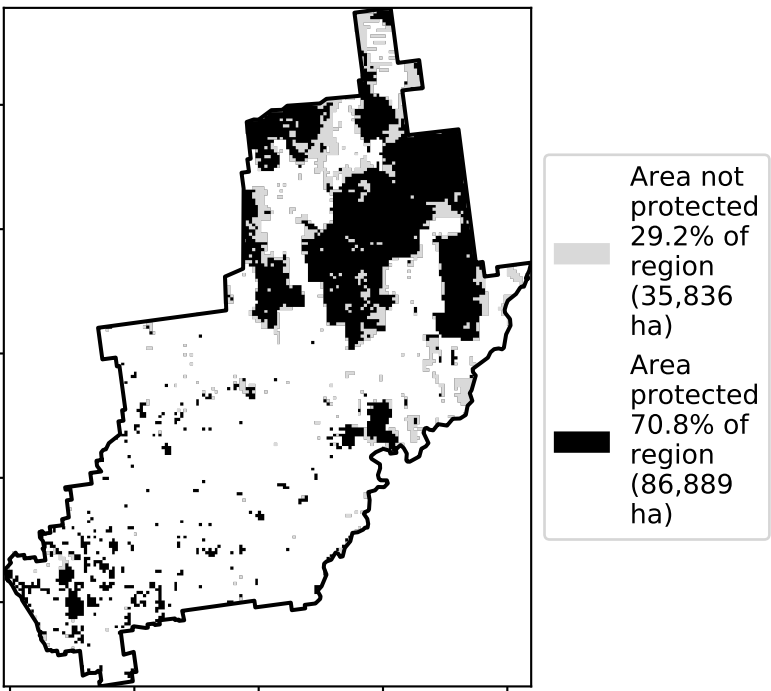 Area not
protected
29.2% of
region
(35,836
ha)
Area
protected
70.8% of
region
(86,889
ha)